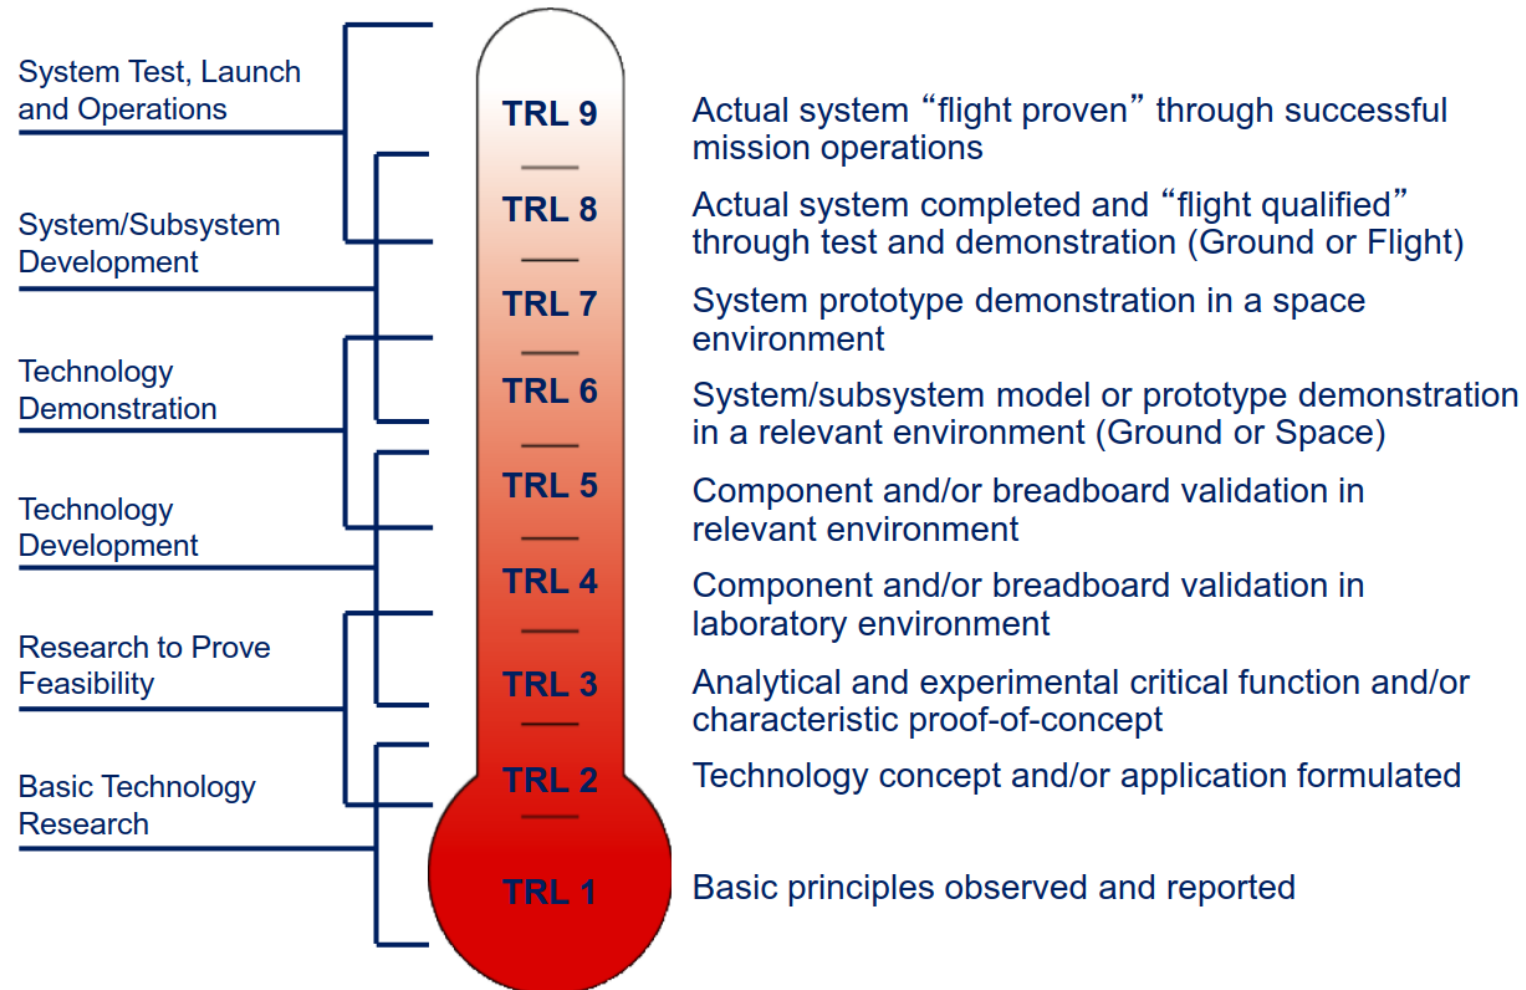 System Test, Launch
and Operations
System/Subsystem
Development
Technology
Demonstration
Technology
Development
Research to Prove
Feasibility
Basic Technology
Research
TRL 9
TRL 8
TRL 7
TRL 6
TRL 5
TRL 4
TRL 3
TRL 2
TRL 1
Actual system “flight proven” through successful
mission operations
Actual system completed and “flight qualified”
through test and demonstration (Ground or Flight)
System prototype demonstration in a space
environment
System/subsystem model or prototype demonstration
in a relevant environment (Ground or Space)
Component and/or breadboard validation in
relevant environment
Component and/or breadboard validation in
laboratory environment
Analytical and experimental critical function and/or
characteristic proof-of-concept
Technology concept and/or application formulated
Basic principles observed and reported